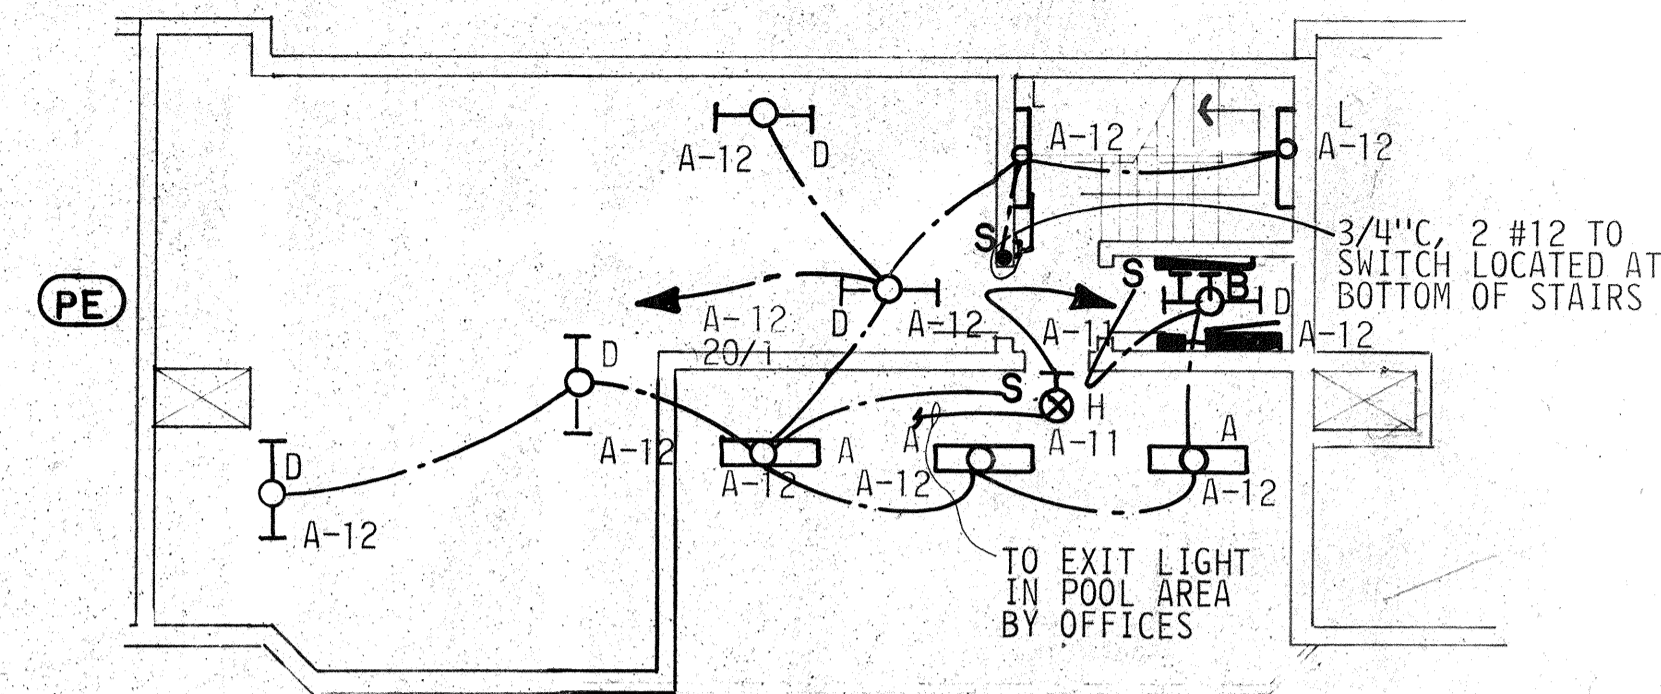 L
A-12
L
A-12
A-12
D
3/4"C, 2 #12 TO
SWITCH LOCATED AT
BOTTOM OF STAIRS
S
S
T
T
B
D
PE
A-12
20/1
D
A-12
A-11
A-12
D
A-12
S
H
A-11
A
A-12
A
A-12
A
A-12
D
A-12
TO EXIT LIGHT
IN POOL AREA
BY OFFICES